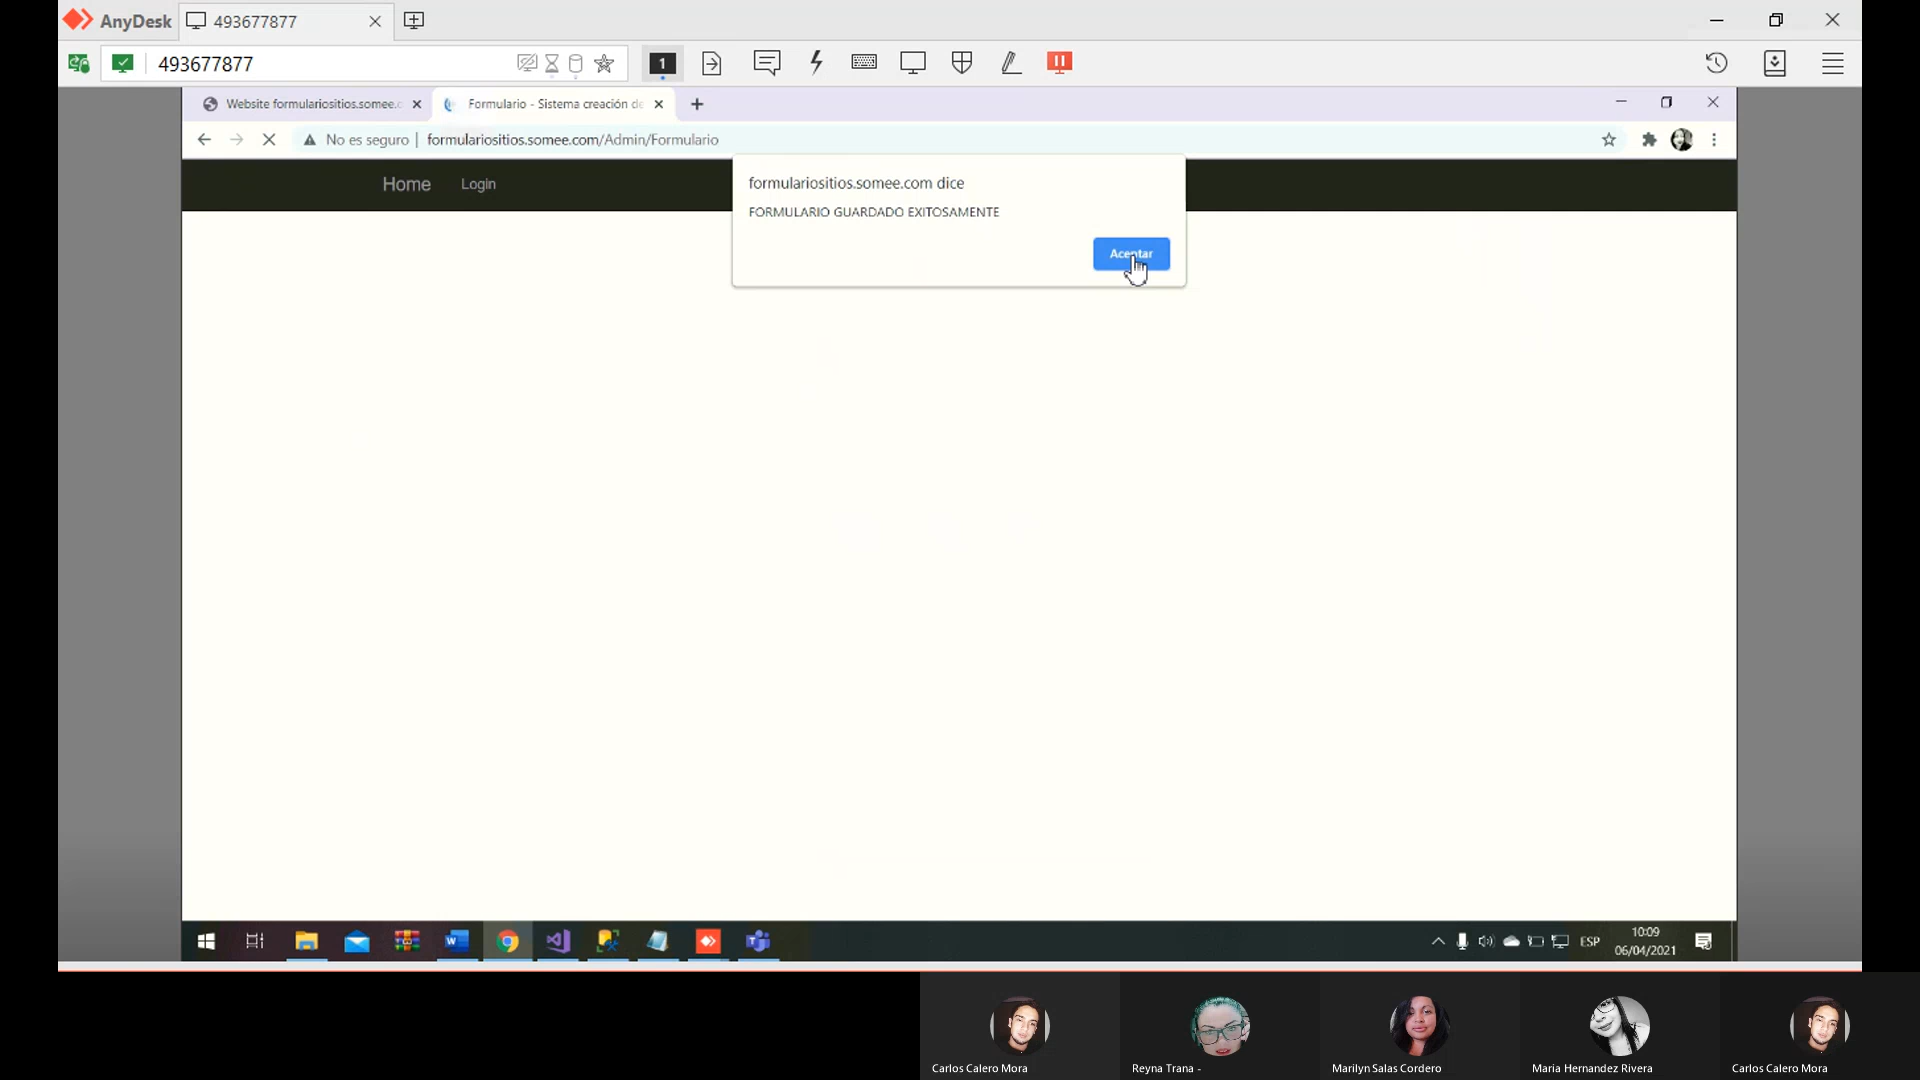 AnyDesk
493677877
493677877
1
Website formulariositios.somee.c
Formulario - Sistema creación de
No es seguro | formulariositios.somee.com/Admin/Formulario
Home
Login
formulariositios.somee.com dice
FORMULARIO GUARDADO EXITOSAMENTE
Aceptar
ESP
10:09
06/04/2021
Carlos Calero Mora
Reyna Trana -
Marilyn Salas Cordero
Maria Hernandez Rivera
Carlos Calero Mora